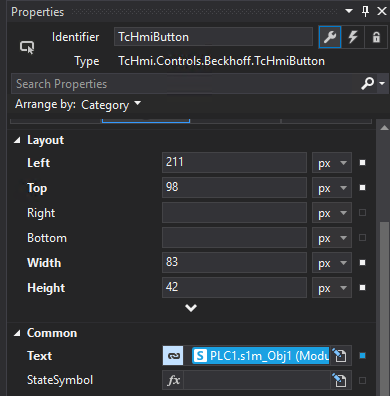 Properties
Identifier TcHmiButton
Type TcHmi.Controls.Beckhoff.TcHmiButton
Search Properties
Arrange by: Category
Layout
Left 211 px
Top 98 px
Right px
Bottom px
Width 83 px
Height 42 px
Common
Text S PLC1.s1m_Obj1 (Modu
StateSymbol fx